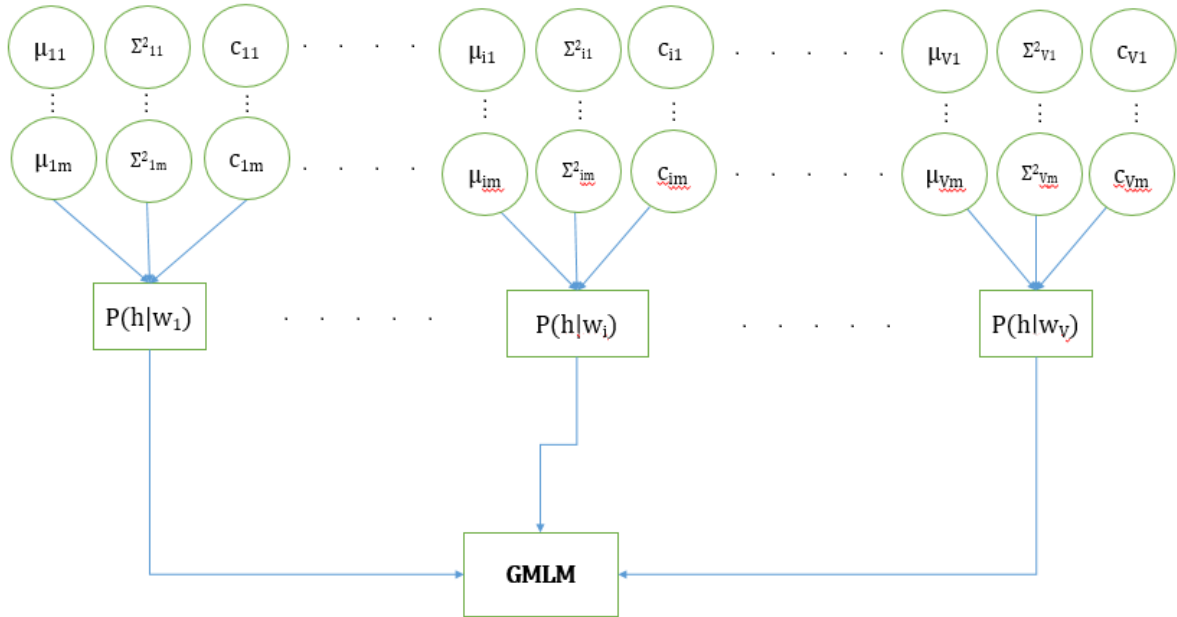 μ₁₁ Σ²₁₁ c₁₁ . . . . μᵢ₁ Σ²ᵢ₁ cᵢ₁ . . . . . μV₁ Σ²V₁ cV₁
⋮ ⋮ ⋮ ⋮ ⋮ ⋮ ⋮ ⋮ ⋮
μ₁ₘ Σ²₁ₘ c₁ₘ . . . . μᵢₘ Σ²ᵢₘ cᵢₘ . . . . . μVₘ Σ²Vₘ cVₘ
P(h|w₁) . . . . . P(h|wᵢ) . . . . . P(h|wV)
GMLM